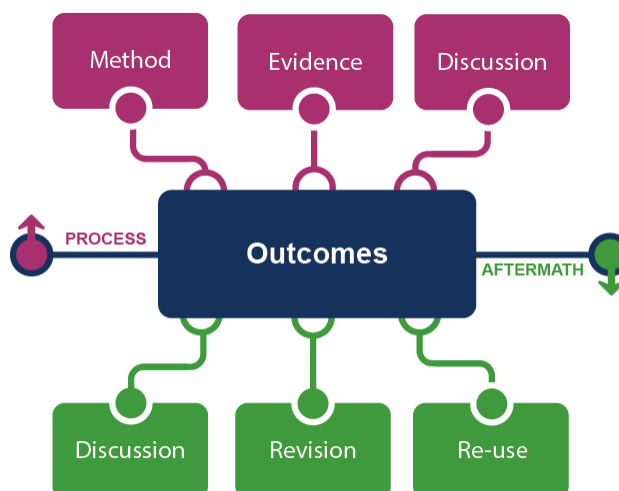 Method
Evidence
Discussion
PROCESS
Outcomes
AFTERMATH
Discussion
Revision
Re-use